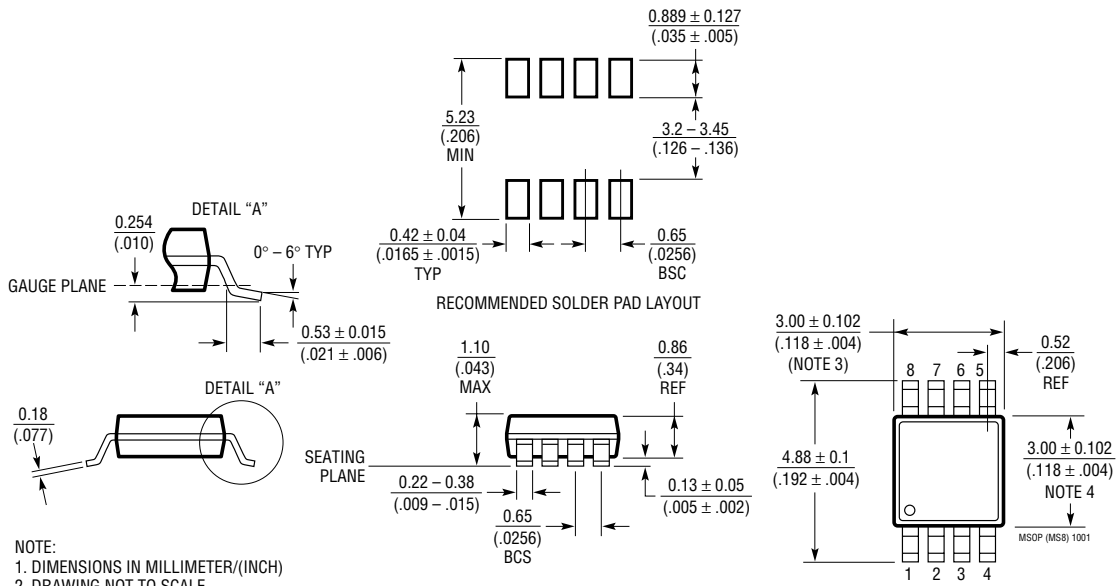 0.889 ± 0.127
(.035 ± .005)
5.23
(.206)
MIN
3.2 – 3.45
(.126 – .136)
DETAIL “A”
0.254
(.010)
0° – 6° TYP
GAUGE PLANE
0.42 ± 0.04
(.0165 ± .0015)
TYP
0.65
(.0256)
BSC
RECOMMENDED SOLDER PAD LAYOUT
0.53 ± 0.015
(.021 ± .006)
DETAIL “A”
0.18
(.077)
1.10
(.043)
MAX
0.86
(.34)
REF
SEATING
PLANE
0.22 – 0.38
(.009 – .015)
0.65
(.0256)
BCS
0.13 ± 0.05
(.005 ± .002)
3.00 ± 0.102
(.118 ± .004)
(NOTE 3)
0.52
(.206)
REF
8 7 6 5
4.88 ± 0.1
(.192 ± .004)
3.00 ± 0.102
(.118 ± .004)
NOTE 4
MSOP (MS8) 1001
1 2 3 4
NOTE:
1. DIMENSIONS IN MILLIMETER/(INCH)
2. DRAWING NOT TO SCALE